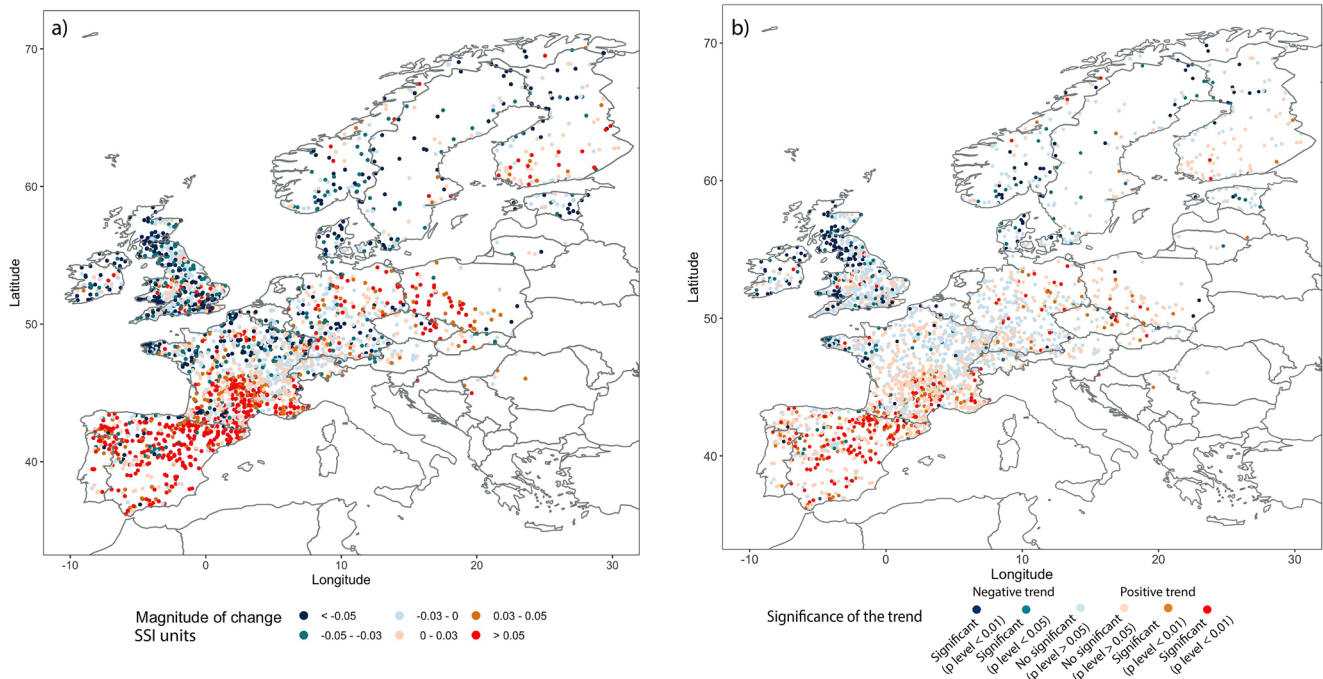 a)
70
60
50
40
Latitude
-10
0
10
20
30
Longitude
Magnitude of change
SSI units
< -0.05
-0.05 - -0.03
-0.03 - 0
0 - 0.03
0.03 - 0.05
> 0.05
b)
70
60
50
40
Latitude
-10
0
10
20
30
Longitude
Significance of the trend
Negative trend
Positive trend
Significant
(p level < 0.01)
Significant
(p level < 0.05)
No significant
(p level > 0.05)
No significant
(p level > 0.05)
Significant
(p level < 0.01)
Significant
(p level < 0.01)